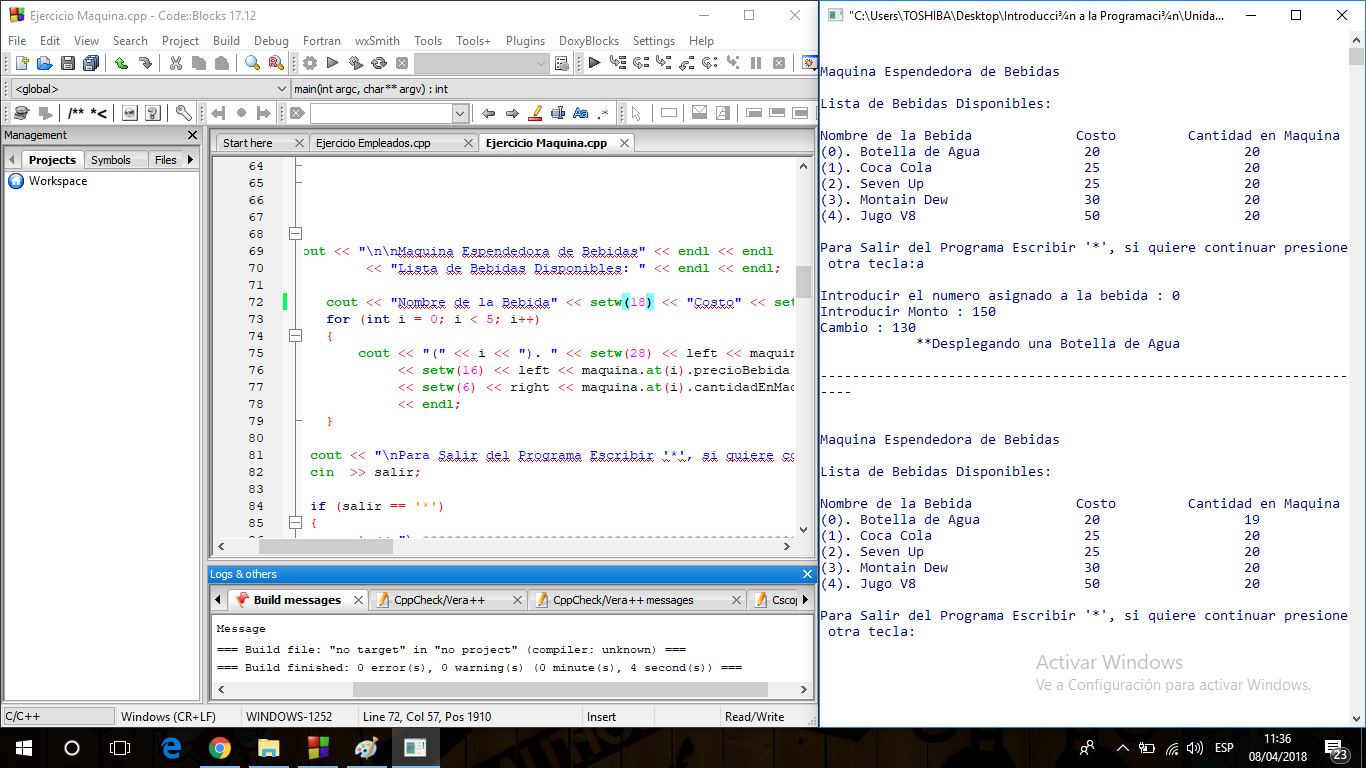 Ejercicio Maquina.cpp - Code::Blocks 17.12
File Edit View Search Project Build Debug Fortran wxSmith Tools Tools+ Plugins DoxyBlocks Settings Help
<global> main(int argc, char** argv) : int
/** *<
Management
Projects Symbols Files
Workspace
Start here Ejercicio Empleados.cpp Ejercicio Maquina.cpp
64
65
66
67
68
69 out << "\n\nMaquina Espendedora de Bebidas" << endl << endl
70 << "Lista de Bebidas Disponibles: " << endl << endl;
71
72 cout << "Nombre de la Bebida" << setw(18) << "Costo" << set
73 for (int i = 0; i < 5; i++)
74 {
75 cout << "(" << i << "). " << setw(28) << left << maquin
76 << setw(16) << left << maquina.at(i).precioBebida
77 << setw(6) << right << maquina.at(i).cantidadEnMac
78 << endl;
79 }
80
81 cout << "\nPara Salir del Programa Escribir '*', si quiere co
82 cin >> salir;
83
84 if (salir == '*')
85 {
Logs & others
Build messages CppCheck/Vera++ CppCheck/Vera++ messages Cscop
Message
=== Build file: "no target" in "no project" (compiler: unknown) ===
=== Build finished: 0 error(s), 0 warning(s) (0 minute(s), 4 second(s)) ===
C/C++ Windows (CR+LF) WINDOWS-1252 Line 72, Col 57, Pos 1910 Insert Read/Write
"C:\Users\TOSHIBA\Desktop\Introducci¾n a la Programaci¾n\Unida...
Maquina Espendedora de Bebidas
Lista de Bebidas Disponibles:
Nombre de la Bebida Costo Cantidad en Maquina
(0). Botella de Agua 20 20
(1). Coca Cola 25 20
(2). Seven Up 25 20
(3). Montain Dew 30 20
(4). Jugo V8 50 20
Para Salir del Programa Escribir '*', si quiere continuar presione
otra tecla:a
Introducir el numero asignado a la bebida : 0
Introducir Monto : 150
Cambio : 130
**Desplegando una Botella de Agua
------------------------------------------------------------------
----
Maquina Espendedora de Bebidas
Lista de Bebidas Disponibles:
Nombre de la Bebida Costo Cantidad en Maquina
(0). Botella de Agua 20 19
(1). Coca Cola 25 20
(2). Seven Up 25 20
(3). Montain Dew 30 20
(4). Jugo V8 50 20
Para Salir del Programa Escribir '*', si quiere continuar presione
otra tecla:
Activar Windows
Ve a Configuración para activar Windows.
ESP
11:36
08/04/2018
23